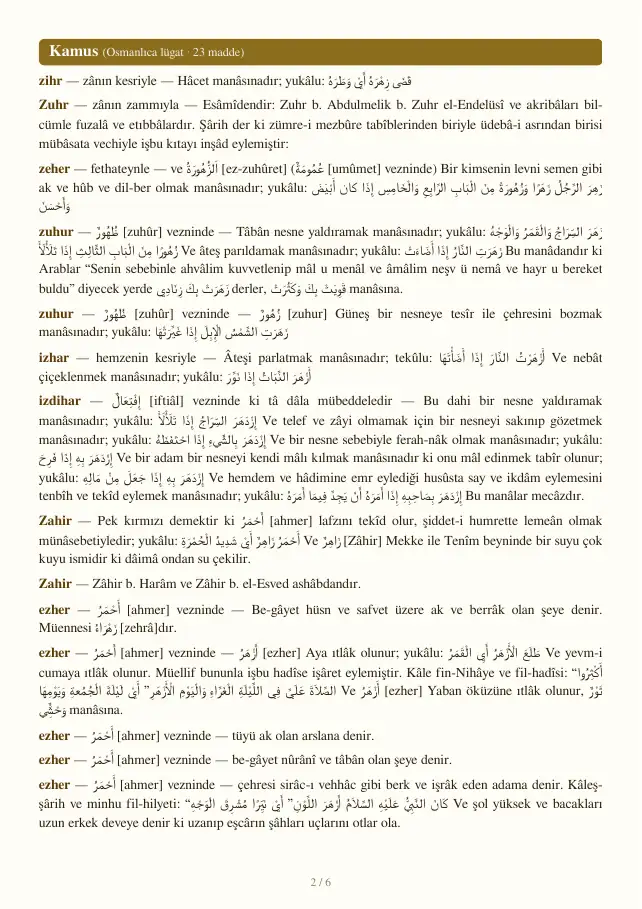 Kamus (Osmanlıca lügat · 23 madde)
zihr — zânın kesriyle — Hâcet manâsınadır; yukâlu: قَضٰى زِهْرَهُ أَيْ وَطَرَهُ
Zuhr — zânın zammıyla — Esâmîdendir: Zuhr b. Abdulmelik b. Zuhr el-Endelüsî ve akribâları bil-
cümle fuzalâ ve etıbbâlardır. Şârih der ki zümre-i mezbûre tabîblerinden biriyle üdebâ-i asrından birisi
mübâsata vechiyle işbu kıtayı inşâd eylemiştir:
zeher — fethateynle — ve اَلزُّهُورَةُ [ez-zuhûret] (عُمُومَةٌ [umûmet] vezninde) Bir kimsenin levni semen gibi
ak ve hûb ve dil-ber olmak manâsınadır; yukâlu: زَهِرَ الرَّجُلُ زَهَرًا وَزُهُورَةً مِنَ الْبَابِ الرَّابِعِ وَالْخَامِسِ إِذَا كَانَ أَبْيَضَ
وَأَحْسَنَ
zuhur — ظُهُورٌ [zuhûr] vezninde — Tâbân nesne yaldıramak manâsınadır; yukâlu: زَهَرَ السِّرَاجُ وَالْقَمَرُ وَالْوَجْهُ
زُهُورًا مِنَ الْبَابِ الثَّالِثِ إِذَا تَلَأْلَأَ Ve âteş parıldamak manâsınadır; yukâlu: زَهَرَتِ النَّارُ إِذَا أَضَاءَتْ Bu manâdandır ki
Arablar “Senin sebebinle ahvâlim kuvvetlenip mâl u menâl ve âmâlim neşv ü nemâ ve hayr u bereket
buldu” diyecek yerde زَهَرَتْ بِكَ زِنَادِى derler, قَوِيَتْ بِكَ وَكَثُرَتْ manâsına.
zuhur — ظُهُورٌ [zuhûr] vezninde — زُهُورٌ [zuhur] Güneş bir nesneye tesîr ile çehresini bozmak
manâsınadır; yukâlu: زَهَرَتِ الشَّمْسُ الْإِبِلَ إِذَا غَيَّرَتْهَا
izhar — hemzenin kesriyle — Âteşi parlatmak manâsınadır; tekûlu: أَزْهَرْتُ النَّارَ إِذَا أَضَأْتُهَا Ve nebât
çiçeklenmek manâsınadır; yukâlu: أَزْهَرَ النَّبَاتُ إِذَا نَوَّرَ
izdihar — إِفْتِعَالٌ [iftiâl] vezninde ki tâ dâla mübeddeledir — Bu dahi bir nesne yaldıramak
manâsınadır; yukâlu: إِزْدَهَرَ السِّرَاجُ إِذَا تَلَأْلَأَ Ve telef ve zâyi olmamak için bir nesneyi sakınıp gözetmek
manâsınadır; yukâlu: إِزْدَهَرَ بِالشَّيْءِ إِذَا احْتَفَظَهُ Ve bir nesne sebebiyle ferah-nâk olmak manâsınadır; yukâlu:
إِزْدَهَرَ بِهِ إِذَا فَرِحَ Ve bir adam bir nesneyi kendi mâlı kılmak manâsınadır ki onu mâl edinmek tabîr olunur;
yukâlu: إِزْدَهَرَ بِهِ إِذَا جَعَلَ مِنْ مَالِهِ Ve hemdem ve hâdimine emr eylediği husûsta say ve ikdâm eylemesini
tenbîh ve tekîd eylemek manâsınadır; yukâlu: إِزْدَهَرَ بِصَاحِبِهِ إِذَا أَمَرَهُ أَنْ يَجِدَّ فِيمَا أَمَرَهُ Bu manâlar mecâzdır.
Zahir — Pek kırmızı demektir ki أَحْمَرُ [ahmer] lafzını tekîd olur, şiddet-i humrette lemeân olmak
münâsebetiyledir; yukâlu: أَحْمَرُ زَاهِرٌ أَيْ شَدِيدُ الْحُمْرَةِ Ve زَاهِرٌ [Zâhir] Mekke ile Tenîm beyninde bir suyu çok
kuyu ismidir ki dâimâ ondan su çekilir.
Zahir — Zâhir b. Harâm ve Zâhir b. el-Esved ashâbdandır.
ezher — أَحْمَرُ [ahmer] vezninde — Be-gâyet hüsn ve safvet üzere ak ve berrâk olan şeye denir.
Müennesi زَهْرَاءُ [zehrâ]dır.
ezher — أَحْمَرُ [ahmer] vezninde — أَزْهَرُ [ezher] Aya ıtlâk olunur; yukâlu: طَلَعَ الْأَزْهَرُ أَىِ الْقَمَرُ Ve yevm-i
cumaya ıtlâk olunur. Müellif bununla işbu hadîse işâret eylemiştir. Kâle fin-Nihâye ve fil-hadîsi: “أَكْثِرُوا
الصَّلاَةَ عَلَيَّ فِى اللَّيْلَةِ الْغَرَّاءِ وَالْيَوْمِ الْأَزْهَرِ” أَيْ لَيْلَةَ الْجُمُعَةِ وَيَوْمِهَا Ve أَزْهَرُ [ezher] Yaban öküzüne ıtlâk olunur, ثَوْرٌ
وَحْشِيٌّ manâsına.
ezher — أَحْمَرُ [ahmer] vezninde — tüyü ak olan arslana denir.
ezher — أَحْمَرُ [ahmer] vezninde — be-gâyet nûrânî ve tâbân olan şeye denir.
ezher — أَحْمَرُ [ahmer] vezninde — çehresi sirâc-ı vehhâc gibi berk ve işrâk eden adama denir. Kâleş-
şârih ve minhu fil-hilyeti: “كَانَ النَّبِيُّ عَلَيْهِ السَّلاَمُ أَزْهَرَ اللَّوْنِ” أَيْ نَيِّرًا مُشْرِقَ الْوَجْهِ Ve şol yüksek ve bacakları
uzun erkek deveye denir ki uzanıp eşcârın şâhları uçlarını otlar ola.
2 / 6